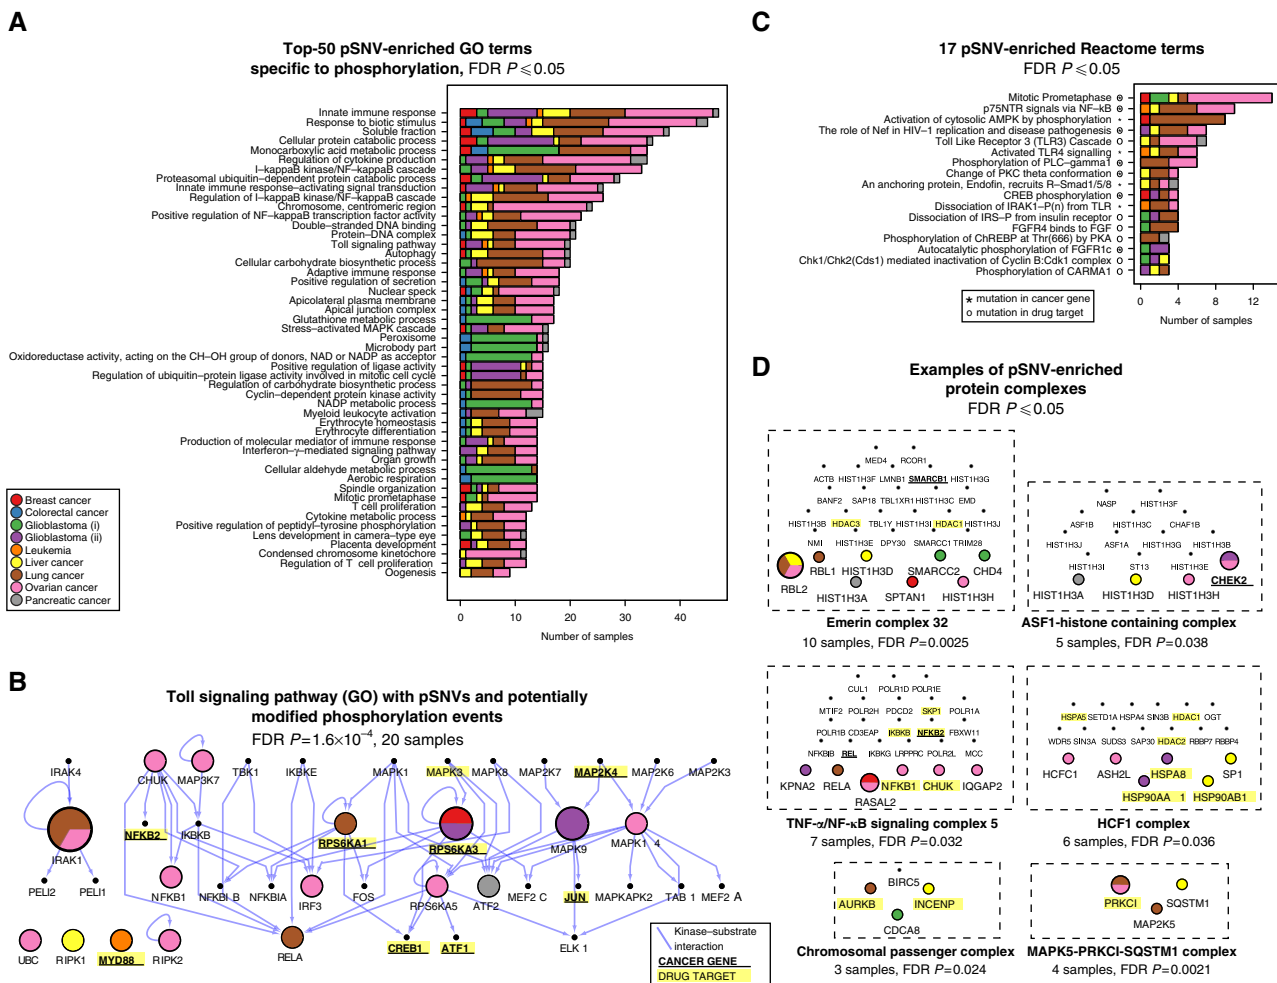 A
Top-50 pSNV-enriched GO terms
specific to phosphorylation, FDR P⩽0.05
Innate immune response
Response to biotic stimulus
Soluble fraction
Cellular protein catabolic process
Monocarboxylic acid metabolic process
Regulation of cytokine production
I−kappaB kinase/NF−kappaB cascade
Proteasomal ubiquitin−dependent protein catabolic process
Innate immune response−activating signal transduction
Regulation of I−kappaB kinase/NF−kappaB cascade
Chromosome, centromeric region
Positive regulation of NF−kappaB transcription factor activity
Double−stranded DNA binding
Protein−DNA complex
Toll signaling pathway
Autophagy
Cellular carbohydrate biosynthetic process
Adaptive immune response
Positive regulation of secretion
Nuclear speck
Apicolateral plasma membrane
Apical junction complex
Glutathione metabolic process
Stress−activated MAPK cascade
Peroxisome
Microbody part
Oxidoreductase activity, acting on the CH−OH group of donors, NAD or NADP as acceptor
Positive regulation of ligase activity
Regulation of ubiquitin−protein ligase activity involved in mitotic cell cycle
Regulation of carbohydrate biosynthetic process
Cyclin−dependent protein kinase activity
NADP metabolic process
Myeloid leukocyte activation
Erythrocyte homeostasis
Erythrocyte differentiation
Production of molecular mediator of immune response
Interferon−γ−mediated signaling pathway
Organ growth
Cellular aldehyde metabolic process
Aerobic respiration
Spindle organization
Mitotic prometaphase
T cell proliferation
Cytokine metabolic process
Positive regulation of peptidyl−tyrosine phosphorylation
Lens development in camera−type eye
Placenta development
Condensed chromosome kinetochore
Regulation of T cell proliferation
Oogenesis
0 10 20 30 40
Number of samples
Breast cancer
Colorectal cancer
Glioblastoma (i)
Glioblastoma (ii)
Leukemia
Liver cancer
Lung cancer
Ovarian cancer
Pancreatic cancer
C
17 pSNV-enriched Reactome terms
FDR P⩽0.05
Mitotic Prometaphase
p75NTR signals via NF−kB
Activation of cytosolic AMPK by phosphorylation *
The role of Nef in HIV−1 replication and disease pathogenesis
Toll Like Receptor 3 (TLR3) Cascade o
Activated TLR4 signalling *
Phosphorylation of PLC−gamma1
Change of PKC theta conformation
An anchoring protein, Endofin, recruits R−Smad1/5/8 *
CREB phosphorylation
Dissociation of IRAK1−P(n) from TLR *
Dissociation of IRS−P from insulin receptor o
FGFR4 binds to FGF o
Phosphorylation of ChREBP at Thr(666) by PKA o
Autocatalytic phosphorylation of FGFR1c
Chk1/Chk2(Cds1) mediated inactivation of Cyclin B:Cdk1 complex o
Phosphorylation of CARMA1 o
0 4 8 12
Number of samples
* mutation in cancer gene
o mutation in drug target
B
Toll signaling pathway (GO) with pSNVs and potentially
modified phosphorylation events
FDR P=1.6×10−4, 20 samples
IRAK4 CHUK MAP3K7 TBK1 IKBKE MAPK1 MAPK3 MAPK8 MAP2K7 MAP2K4 MAP2K6 MAP2K3
IRAK1 NFKB2 IKBKB RPS6KA1 RPS6KA3 MAPK9 MAPK1 4
PELI2 PELI1 NFKB1 NFKBI B NFKBIA IRF3 FOS RPS6KA5 ATF2 MEF2 C JUN MAPKAPK2 TAB 1 MEF2 A
UBC RIPK1 MYD88 RIPK2 RELA CREB1 ATF1 ELK 1
Kinase−substrate
interaction
CANCER GENE
DRUG TARGET
D
Examples of pSNV-enriched
protein complexes
FDR P⩽0.05
MED4 RCOR1
ACTB HIST1H3F LMNB1 SMARCB1 HIST1H3G
BANF2 SAP18 TBL1XR1 HIST1H3C EMD
HIST1H3B HDAC3 TBL1Y HIST1H3I HDAC1 HIST1H3J
NMI HIST1H3E DPY30 SMARCC1 TRIM28
RBL2 RBL1 HIST1H3D SMARCC2 CHD4
HIST1H3A SPTAN1 HIST1H3H
Emerin complex 32
10 samples, FDR P=0.0025
NASP HIST1H3F
ASF1B HIST1H3C CHAF1B
HIST1H3J ASF1A HIST1H3G HIST1H3B
HIST1H3I ST13 HIST1H3E CHEK2
HIST1H3A HIST1H3D HIST1H3H
ASF1-histone containing complex
5 samples, FDR P=0.038
CUL1 POLR1D POLR1E
MTIF2 POLR2H PDCD2 SKP1 POLR1A
POLR1B CD3EAP IKBKB NFKB2 FBXW11
NFKBIB REL IKBKG LRPPRC POLR2L MCC
KPNA2 RELA RASAL2 NFKB1 CHUK IQGAP2
TNF-α/NF-κB signaling complex 5
7 samples, FDR P=0.032
HSPA5 SETD1A HSPA4 SIN3B HDAC1 OGT
WDR5 SIN3A SUDS3 SAP30 HDAC2 RBBP7 RBBP4
HCFC1 ASH2L HSPA8 SP1
HSP90AA 1 HSP90AB1
HCF1 complex
6 samples, FDR P=0.036
BIRC5
AURKB INCENP
CDCA8
Chromosomal passenger complex
3 samples, FDR P=0.024
PRKCI SQSTM1
MAP2K5
MAPK5-PRKCI-SQSTM1 complex
4 samples, FDR P=0.0021